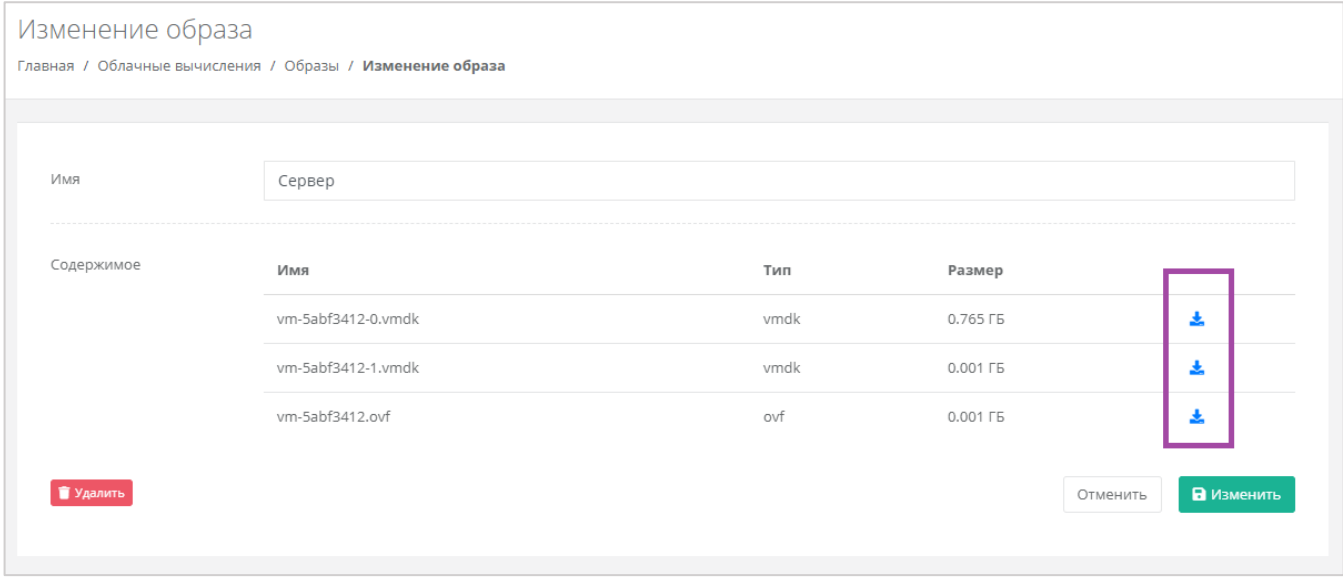 Изменение образа
Главная / Облачные вычисления / Образы / Изменение образа
Имя
Сервер
Содержимое
Имя Тип Размер
vm-5abf3412-0.vmdk vmdk 0.765 ГБ
vm-5abf3412-1.vmdk vmdk 0.001 ГБ
vm-5abf3412.ovf ovf 0.001 ГБ
Удалить Отменить Изменить